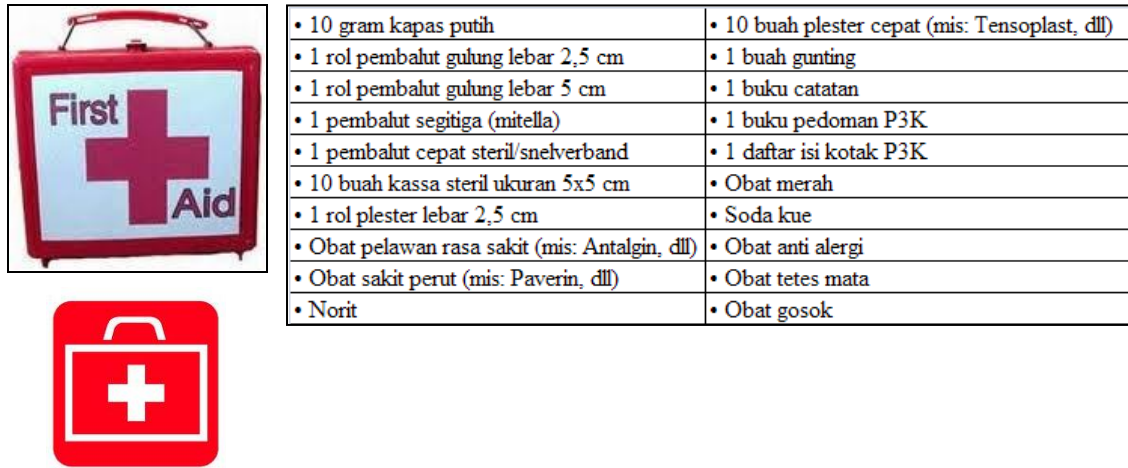 First
Aid
• 10 gram kapas putih
• 10 buah plester cepat (mis: Tensoplast, dll)
• 1 rol pembalut gulung lebar 2,5 cm
• 1 buah gunting
• 1 rol pembalut gulung lebar 5 cm
• 1 buku catatan
• 1 pembalut segitiga (mitella)
• 1 buku pedoman P3K
• 1 pembalut cepat steril/snelverband
• 1 daftar isi kotak P3K
• 10 buah kassa steril ukuran 5x5 cm
• Obat merah
• 1 rol plester lebar 2,5 cm
• Soda kue
• Obat pelawan rasa sakit (mis: Antalgin, dll)
• Obat anti alergi
• Obat sakit perut (mis: Paverin, dll)
• Obat tetes mata
• Norit
• Obat gosok